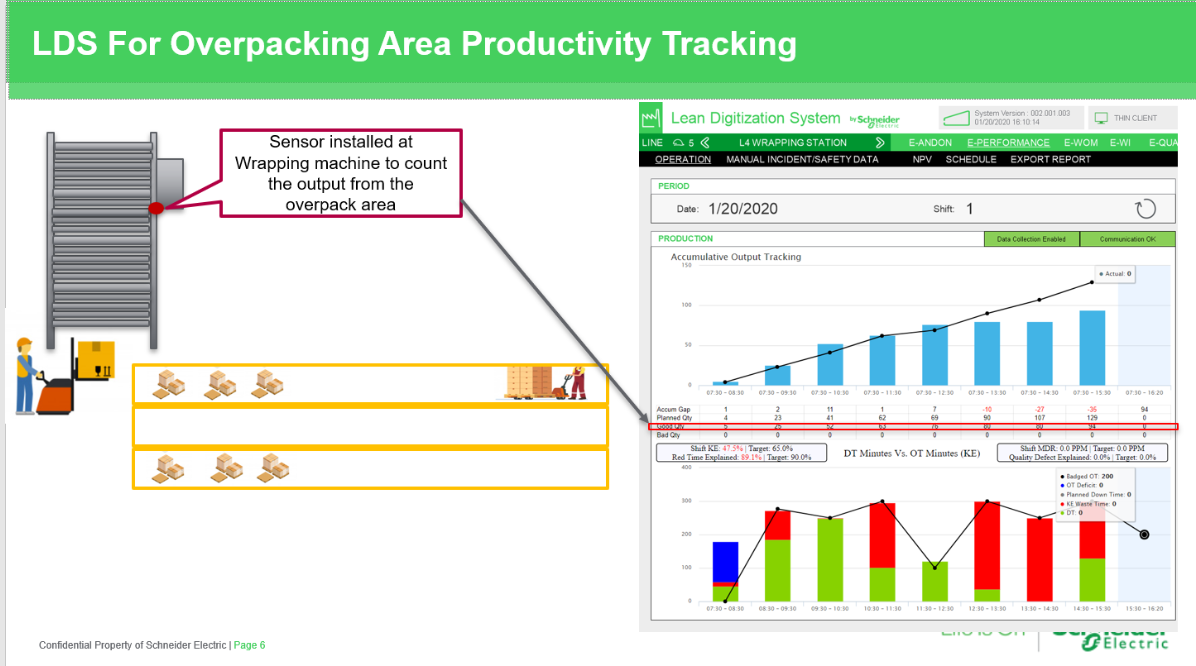 LDS For Overpacking Area Productivity Tracking
Sensor installed at
Wrapping machine to count
the output from the
overpack area
Lean Digitization System by Schneider Electric
System Version : 002.001.003
01/20/2020 16:10:14
THIN CLIENT
LINE 5 L4 WRAPPING STATION E-ANDON E-PERFORMANCE E-WOM E-WI E-QUA
OPERATION MANUAL INCIDENT/SAFETY DATA NPV SCHEDULE EXPORT REPORT
PERIOD
Date: 1/20/2020 Shift: 1
PRODUCTION Data Collection Enabled Communication OK
Accumulative Output Tracking
150
Actual: 0
100
50
0
07:30 ~ 08:30 07:30 ~ 09:30 07:30 ~ 10:30 07:30 ~ 11:30 07:30 ~ 12:30 07:30 ~ 13:30 07:30 ~ 14:30 07:30 ~ 15:30 07:30 ~ 16:20
Accum Gap 1 2 11 1 7 -10 -27 -35 94
Planned Qty 4 23 41 62 69 90 107 129 0
Good Qty 5 25 52 63 76 80 80 94 0
Bad Qty 0 0 0 0 0 0 0 0 0
Shift KE: 47.5% | Target: 65.0%
Red Time Explained: 89.1% | Target: 90.0%
DT Minutes Vs. OT Minutes (KE)
Shift MDR: 0.0 PPM | Target: 0.0 PPM
Quality Defect Explained: 0.0% | Target: 0.0%
400
Badged OT: 200
OT Deficit: 0
Planned Down Time: 0
KE Waste Time: 0
DT: 0
300
200
100
0
07:30 ~ 08:30 08:30 ~ 09:30 09:30 ~ 10:30 10:30 ~ 11:30 11:30 ~ 12:30 12:30 ~ 13:30 13:30 ~ 14:30 14:30 ~ 15:30 15:30 ~ 16:20
Confidential Property of Schneider Electric | Page 6
Life Is On
Schneider
Electric